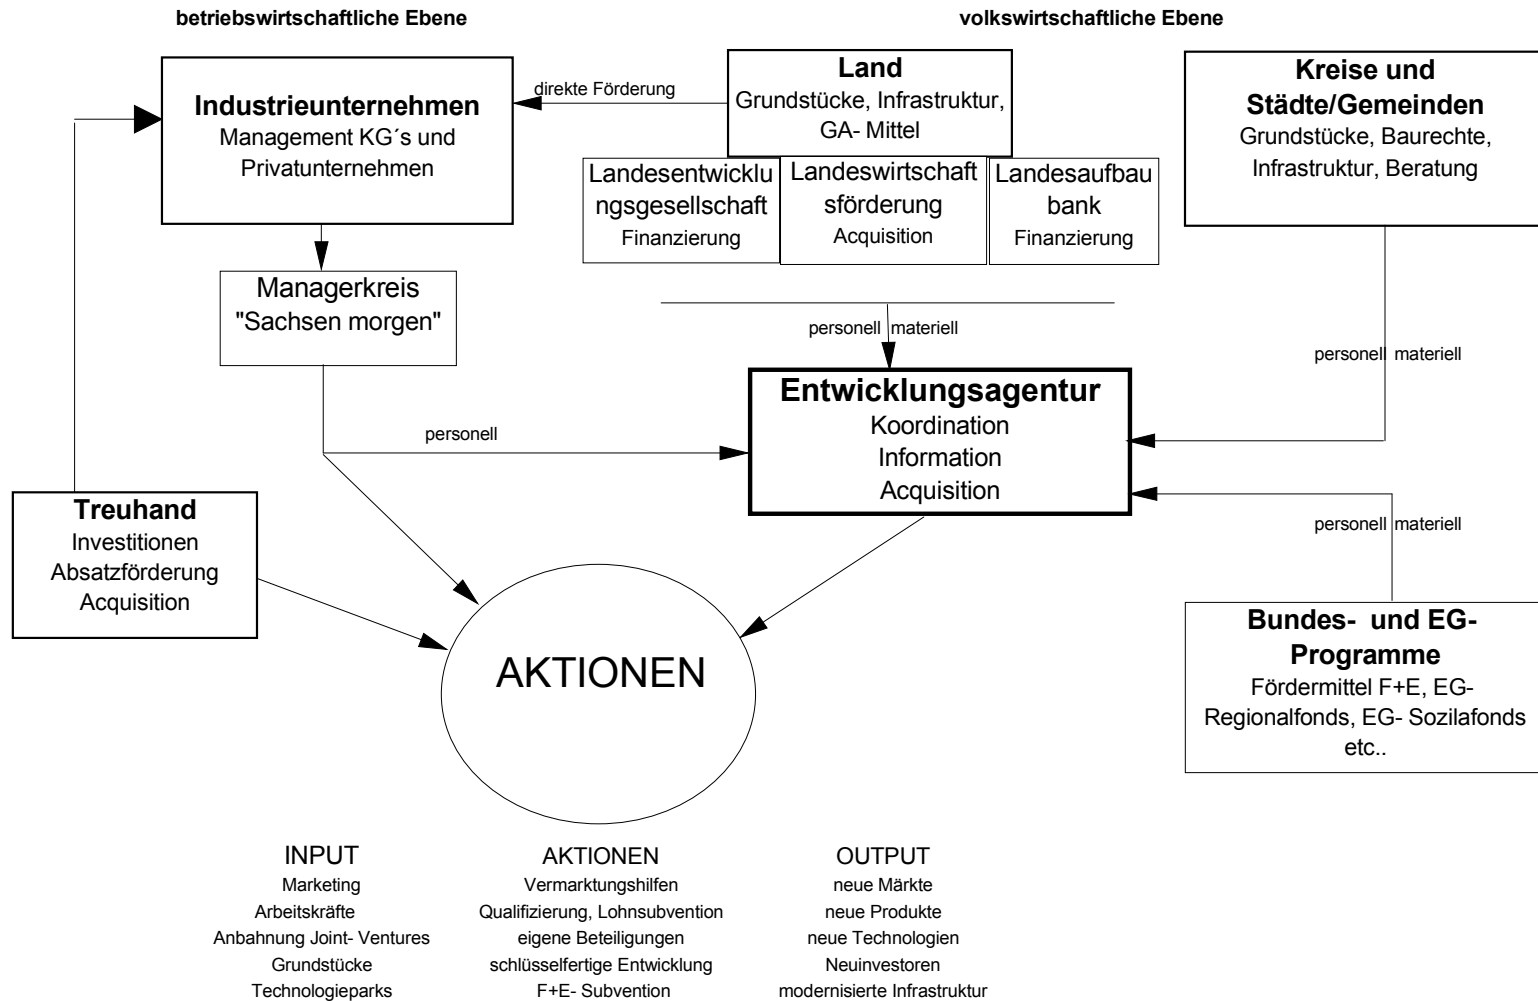 betriebswirtschaftliche Ebene
volkswirtschaftliche Ebene
Industrieunternehmen
Management KG´s und
Privatunternehmen
direkte Förderung
Land
Grundstücke, Infrastruktur,
GA- Mittel
Kreise und
Städte/Gemeinden
Grundstücke, Baurechte,
Infrastruktur, Beratung
Landesentwicklu
ngsgesellschaft
Finanzierung
Landeswirtschaft
sförderung
Acquisition
Landesaufbau
bank
Finanzierung
Managerkreis
"Sachsen morgen"
personell materiell
personell materiell
Entwicklungsagentur
Koordination
Information
Acquisition
personell
Treuhand
Investitionen
Absatzförderung
Acquisition
personell materiell
Bundes- und EG-
Programme
Fördermittel F+E, EG-
Regionalfonds, EG- Sozilafonds
etc..
AKTIONEN
INPUT
Marketing
Arbeitskräfte
Anbahnung Joint- Ventures
Grundstücke
Technologieparks
AKTIONEN
Vermarktungshilfen
Qualifizierung, Lohnsubvention
eigene Beteiligungen
schlüsselfertige Entwicklung
F+E- Subvention
OUTPUT
neue Märkte
neue Produkte
neue Technologien
Neuinvestoren
modernisierte Infrastruktur